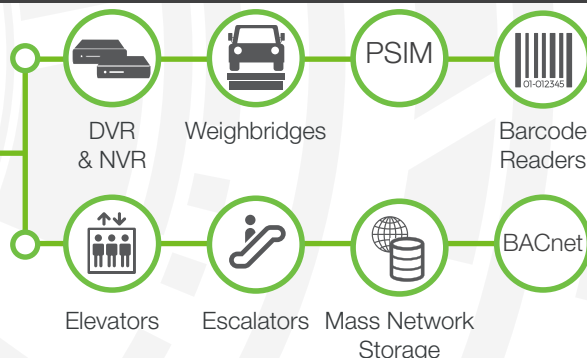 PSIM
01-012345
DVR
& NVR
Weighbridges
Barcode
Readers
BACnet
Elevators
Escalators
Mass Network
Storage